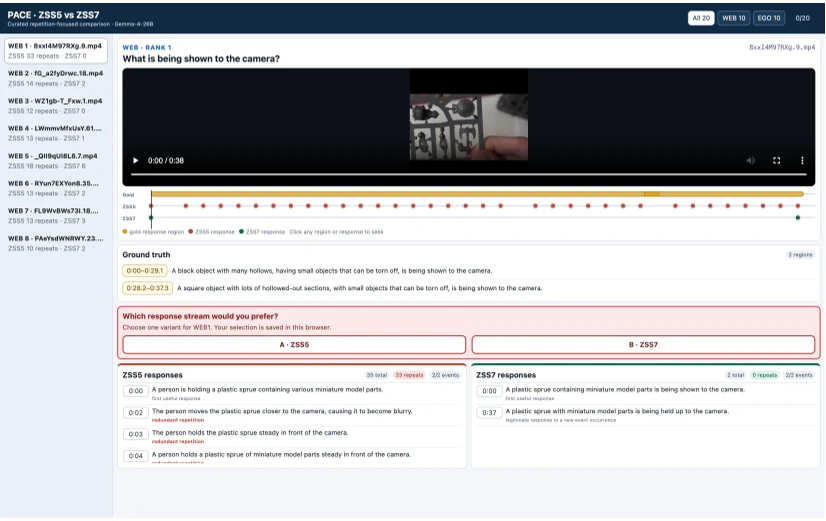 PACE · ZSS5 vs ZSS7
Curated repetition-focused comparison · Gemma-4-26B
All 20
WEB 10
EGO 10
0/20
WEB 1 · 8xxI4M97RXg.9.mp4
ZSS5 33 repeats · ZSS7 0
WEB 2 · fG_a2fyDrwc.18.mp4
ZSS5 14 repeats · ZSS7 2
WEB 3 · WZ1gb-T_Fxw.1.mp4
ZSS5 12 repeats · ZSS7 0
WEB 4 · LWmmvMfxUsY.61....
ZSS5 13 repeats · ZSS7 1
WEB 5 · _QII9qUI8L8.7.mp4
ZSS5 18 repeats · ZSS7 6
WEB 6 · RYun7EXYon8.35....
ZSS5 13 repeats · ZSS7 2
WEB 7 · FL9WvBWs73I.18....
ZSS5 13 repeats · ZSS7 3
WEB 8 · PAeYsdWNRWY.23....
ZSS5 10 repeats · ZSS7 2
WEB · RANK 1
8xxI4M97RXg.9.mp4
What is being shown to the camera?
0:00 / 0:38
Gold
ZSS5
ZSS7
gold response region ZSS5 response ZSS7 response Click any region or response to seek
Ground truth
2 regions
0:00–0:29.1 A black object with many hollows, having small objects that can be torn off, is being shown to the camera.
0:28.2–0:37.3 A square object with lots of hollowed-out sections, with small objects that can be torn off, is being shown to the camera.
Which response stream would you prefer?
Choose one variant for WEB1. Your selection is saved in this browser.
A · ZSS5
B · ZSS7
ZSS5 responses
36 total
33 repeats
2/2 events
0:00 A person is holding a plastic sprue containing various miniature model parts.
first useful response
0:02 The person moves the plastic sprue closer to the camera, causing it to become blurry.
redundant repetition
0:03 The person holds the plastic sprue steady in front of the camera.
redundant repetition
0:04 A person holds a plastic sprue of miniature model parts steady in front of the camera.
redundant repetition
ZSS7 responses
2 total
0 repeats
2/2 events
0:00 A plastic sprue containing miniature model parts is being shown to the camera.
first useful response
0:37 A plastic sprue with miniature model parts is being held up to the camera.
legitimate response to a new event occurrence